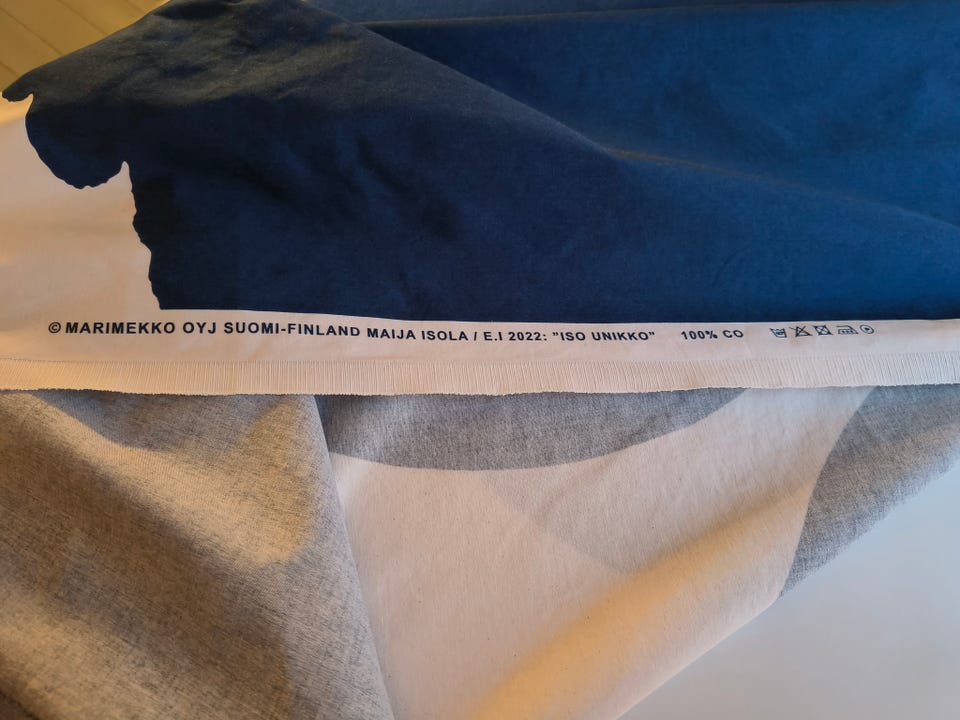 © MARIMEKKO OYJ SUOMI-FINLAND MAIJA ISOLA / E.I 2022: "ISO UNIKKO" 100% CO